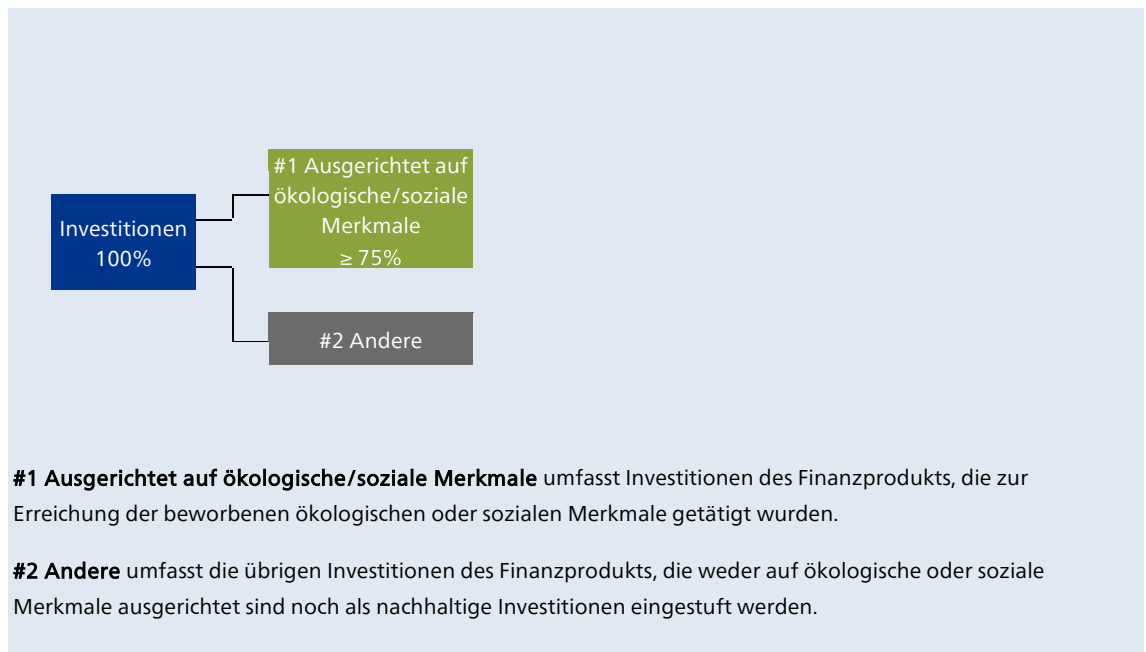 #1 Ausgerichtet auf
ökologische/soziale
Merkmale
≥ 75%
Investitionen
100%
#2 Andere
#1 Ausgerichtet auf ökologische/soziale Merkmale umfasst Investitionen des Finanzprodukts, die zur
Erreichung der beworbenen ökologischen oder sozialen Merkmale getätigt wurden.
#2 Andere umfasst die übrigen Investitionen des Finanzprodukts, die weder auf ökologische oder soziale
Merkmale ausgerichtet sind noch als nachhaltige Investitionen eingestuft werden.